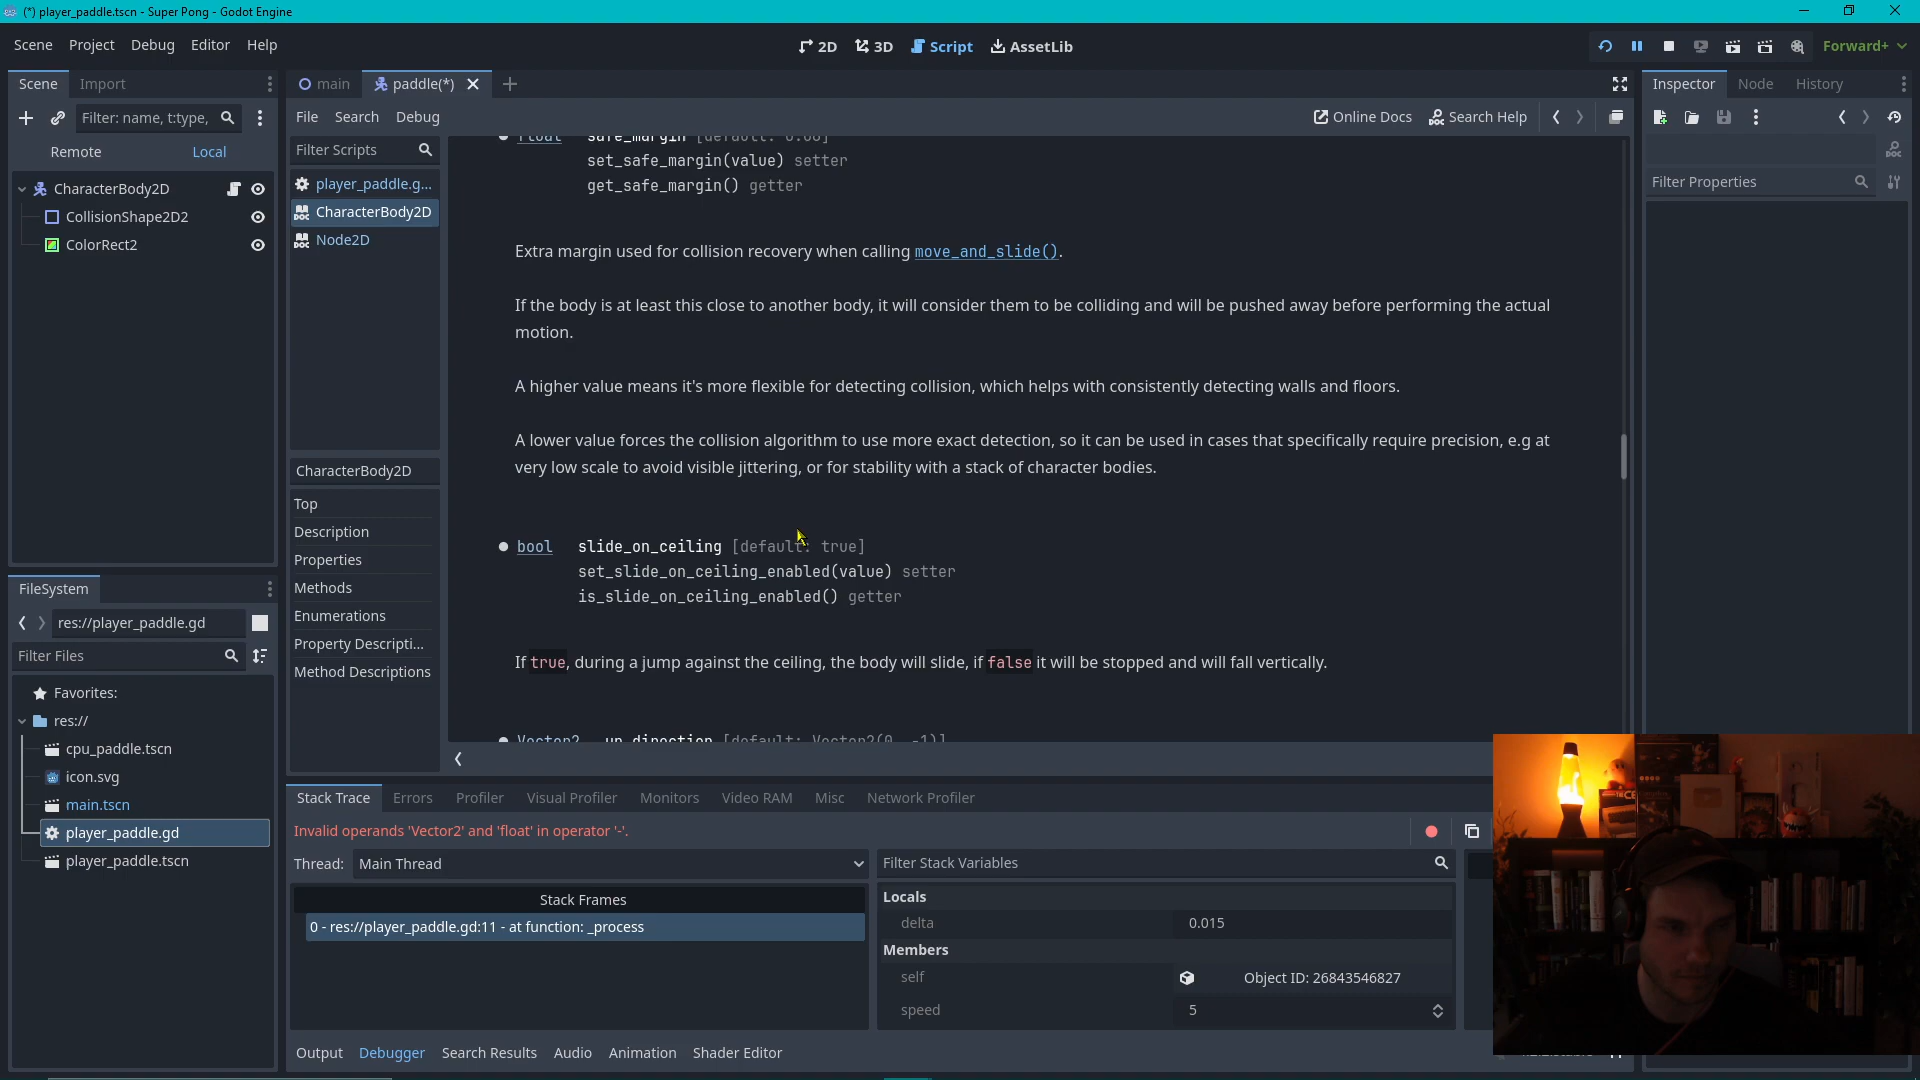 (*) player_paddle.tscn - Super Pong - Godot Engine
Scene Project Debug Editor Help
2D 3D Script AssetLib
Forward+
Scene Import
main paddle(*)
Inspector Node History
Filter: name, t:type,
File Search Debug
Online Docs Search Help
Remote Local
Filter Scripts
Filter Properties
CharacterBody2D
CollisionShape2D2
ColorRect2
player_paddle.g...
CharacterBody2D
Node2D
CharacterBody2D
Top
Description
Properties
Methods
Enumerations
Property Descripti...
Method Descriptions
float safe_margin [default: 0.08]
set_safe_margin(value) setter
get_safe_margin() getter
Extra margin used for collision recovery when calling move_and_slide().
If the body is at least this close to another body, it will consider them to be colliding and will be pushed away before performing the actual
motion.
A higher value means it's more flexible for detecting collision, which helps with consistently detecting walls and floors.
A lower value forces the collision algorithm to use more exact detection, so it can be used in cases that specifically require precision, e.g at
very low scale to avoid visible jittering, or for stability with a stack of character bodies.
bool slide_on_ceiling [default: true]
set_slide_on_ceiling_enabled(value) setter
is_slide_on_ceiling_enabled() getter
If true, during a jump against the ceiling, the body will slide, if false it will be stopped and will fall vertically.
Vector2 up_direction [default: Vector2(0, -1)]
FileSystem
res://player_paddle.gd
Filter Files
Favorites:
res://
cpu_paddle.tscn
icon.svg
main.tscn
player_paddle.gd
player_paddle.tscn
Stack Trace Errors Profiler Visual Profiler Monitors Video RAM Misc Network Profiler
Invalid operands 'Vector2' and 'float' in operator '-'.
Thread: Main Thread
Filter Stack Variables
Stack Frames
0 - res://player_paddle.gd:11 - at function: _process
Locals
delta 0.015
Members
self Object ID: 26843546827
speed 5
Output Debugger Search Results Audio Animation Shader Editor